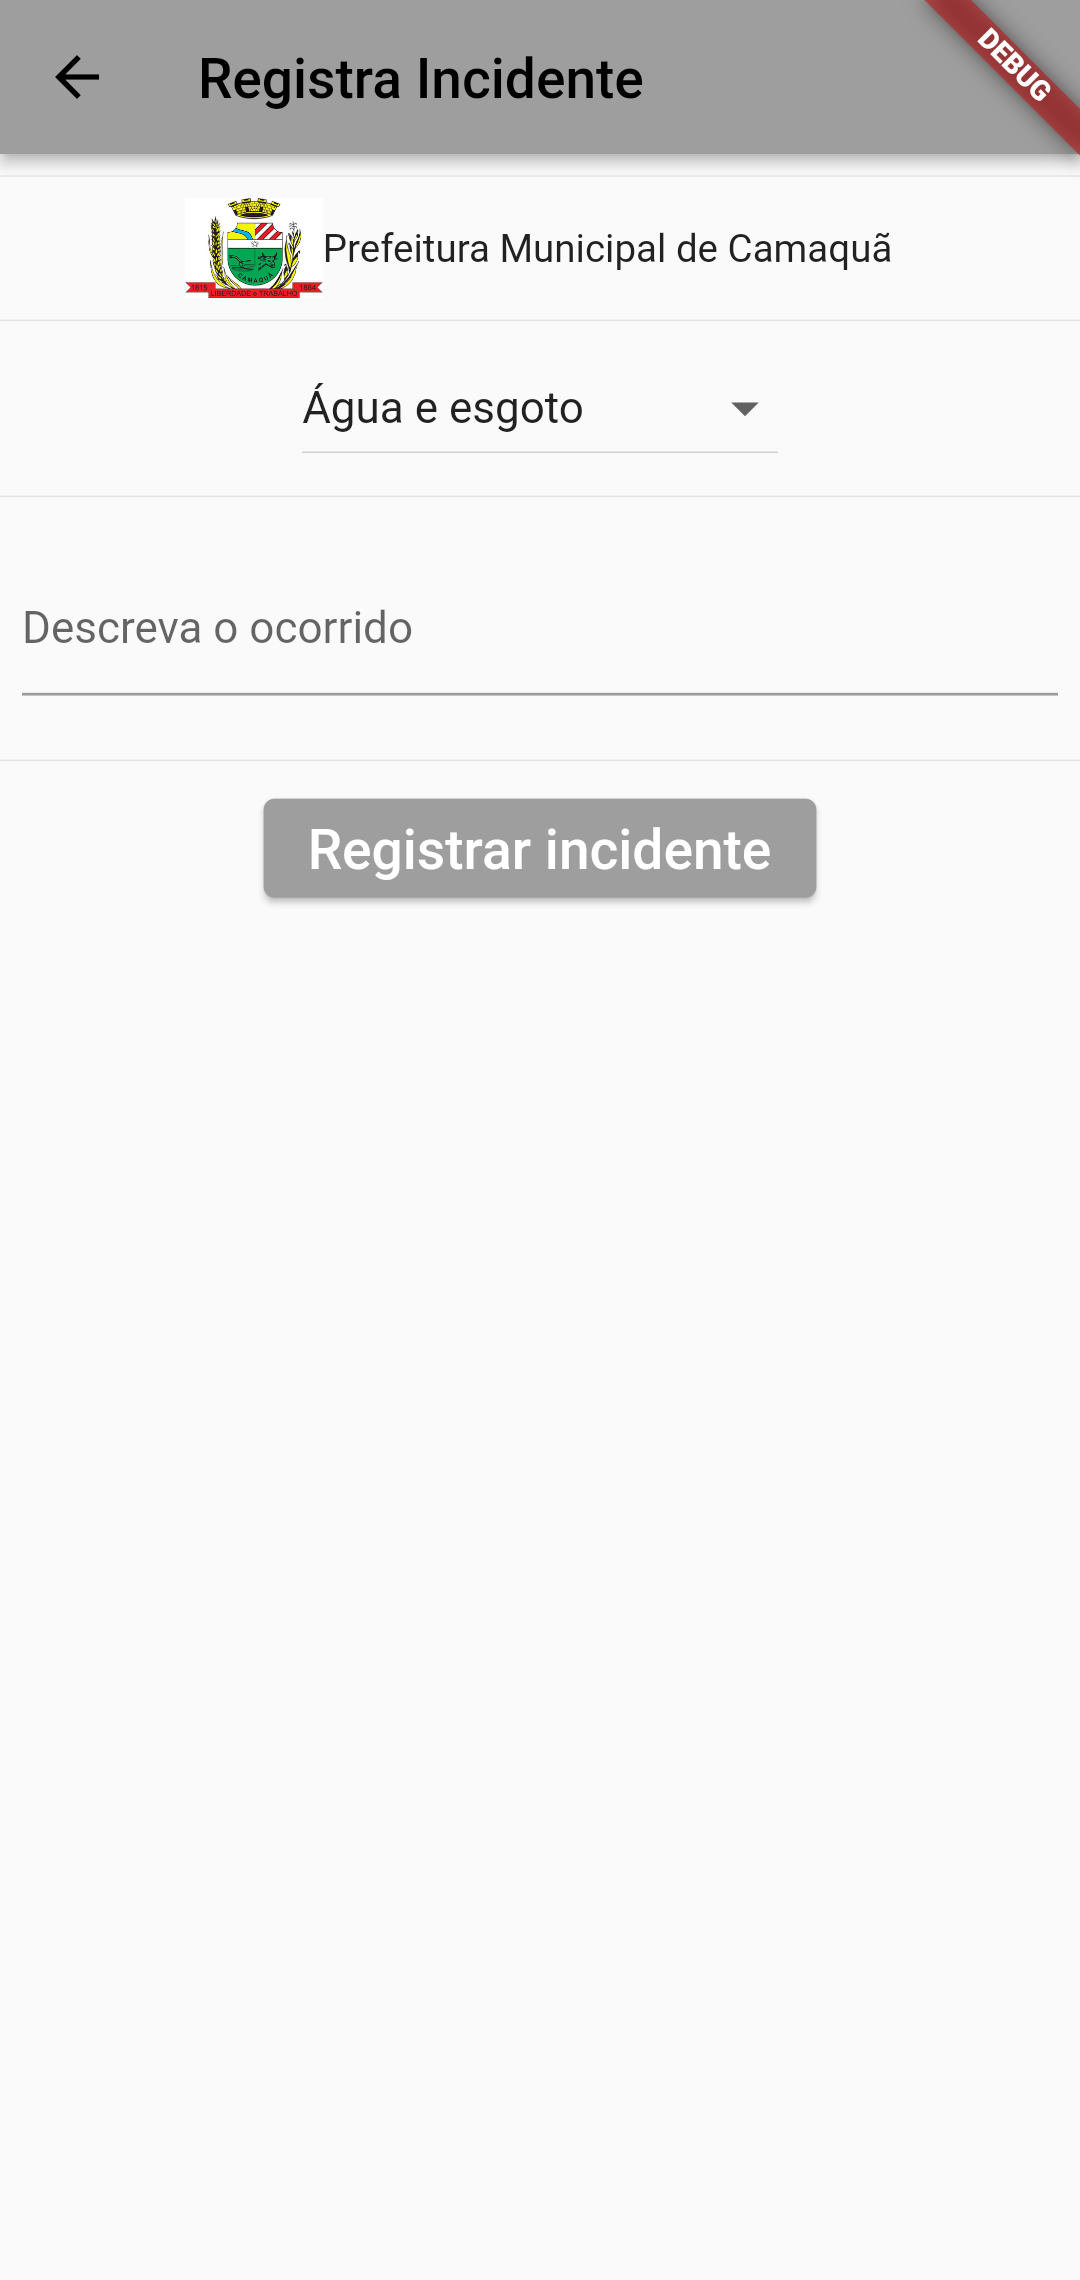 Registra Incidente
DEBUG
CAMAQUÃ
1815 LIBERDADE e TRABALHO 1864
Prefeitura Municipal de Camaquã
Água e esgoto
Descreva o ocorrido
Registrar incidente